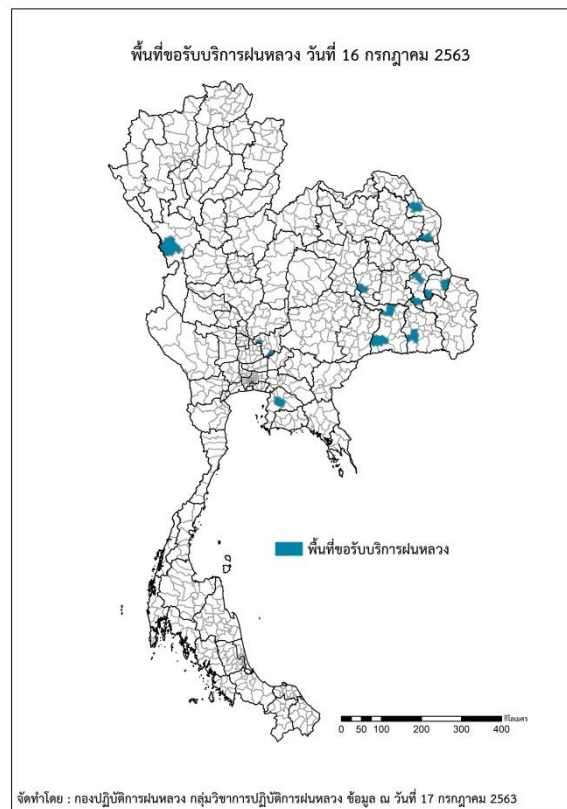 พื้นที่ขอรับบริการฝนหลวง วันที่ 16 กรกฎาคม 2563
พื้นที่ขอรับบริการฝนหลวง
กิโลเมตร
0 50 100 200 300 400
จัดทำโดย : กองปฏิบัติการฝนหลวง กลุ่มวิชาการปฏิบัติการฝนหลวง ข้อมูล ณ วันที่ 17 กรกฎาคม 2563